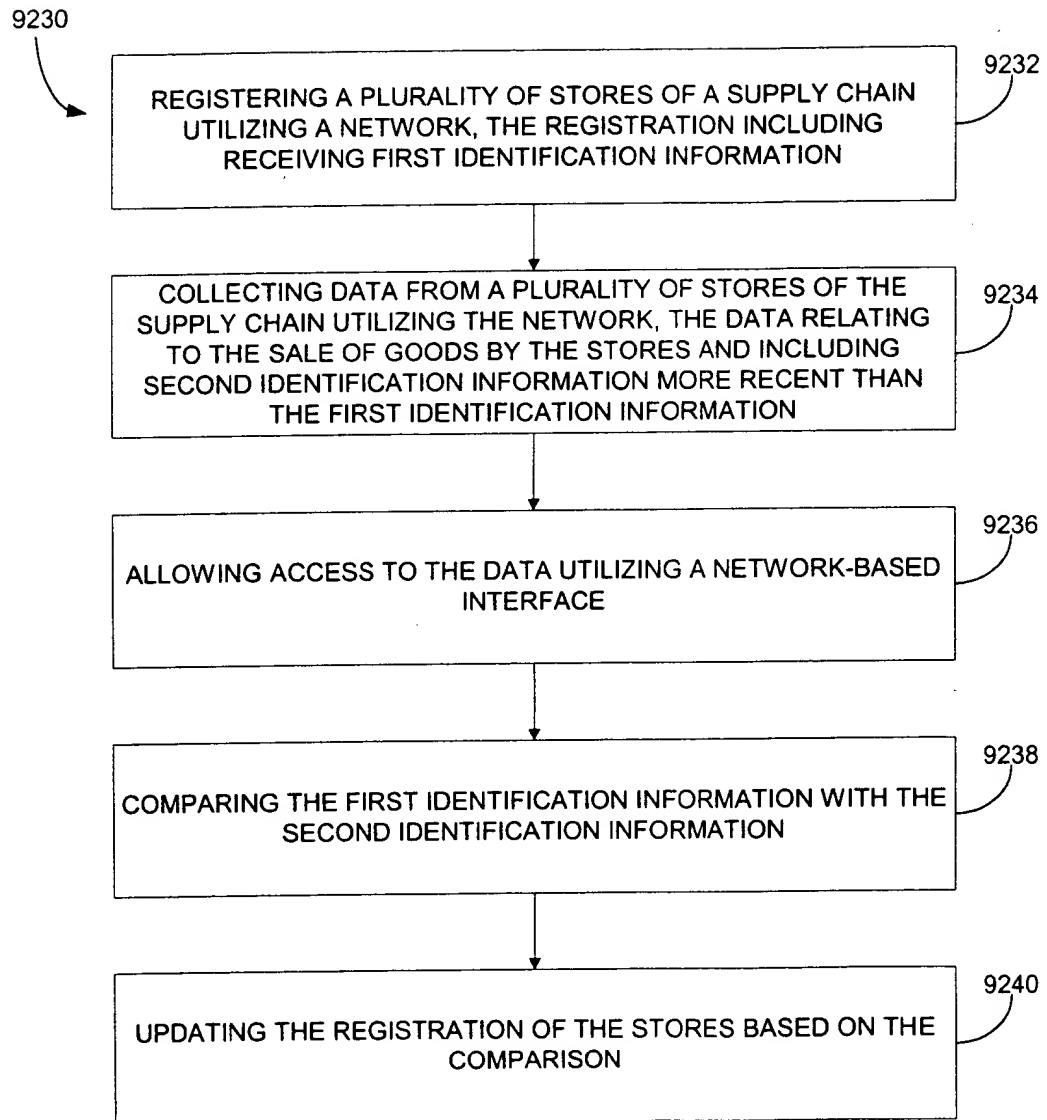 9230
9232
REGISTERING A PLURALITY OF STORES OF A SUPPLY CHAIN
UTILIZING A NETWORK, THE REGISTRATION INCLUDING
RECEIVING FIRST IDENTIFICATION INFORMATION
9234
COLLECTING DATA FROM A PLURALITY OF STORES OF THE
SUPPLY CHAIN UTILIZING THE NETWORK, THE DATA RELATING
TO THE SALE OF GOODS BY THE STORES AND INCLUDING
SECOND IDENTIFICATION INFORMATION MORE RECENT THAN
THE FIRST IDENTIFICATION INFORMATION
9236
ALLOWING ACCESS TO THE DATA UTILIZING A NETWORK-BASED
INTERFACE
9238
COMPARING THE FIRST IDENTIFICATION INFORMATION WITH THE
SECOND IDENTIFICATION INFORMATION
9240
UPDATING THE REGISTRATION OF THE STORES BASED ON THE
COMPARISON